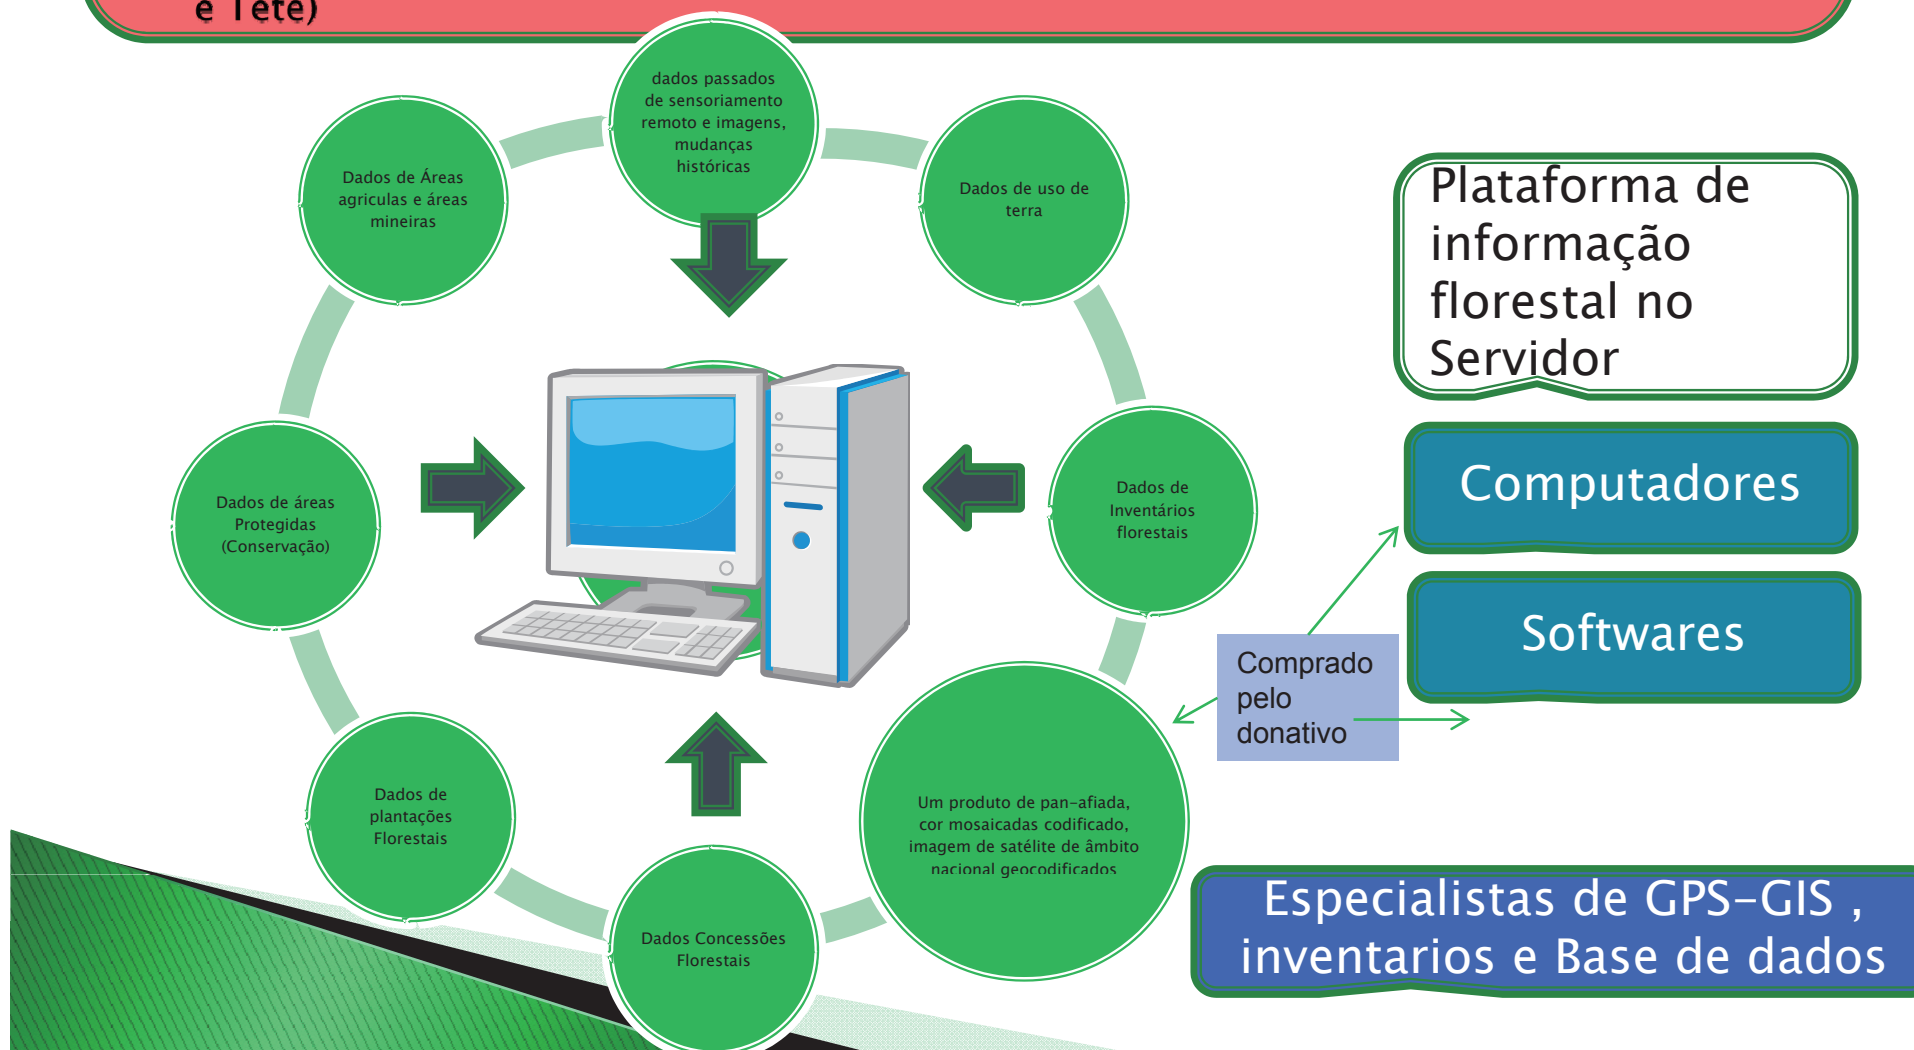 e Tete)
dados passados
de sensoriamento
remoto e imagens,
mudanças
históricas
Dados de Áreas
agriculas e áreas
mineiras
Dados de uso de
terra
Plataforma de
informação
florestal no
Servidor
Computadores
Dados de áreas
Protegidas
(Conservação)
Dados de
Inventários
florestais
Softwares
Comprado
pelo
donativo
Dados de
plantações
Florestais
Um produto de pan-afiada,
cor mosaicadas codificado,
imagem de satélite de âmbito
nacional geocodificados
Dados Concessões
Florestais
Especialistas de GPS-GIS ,
inventarios e Base de dados